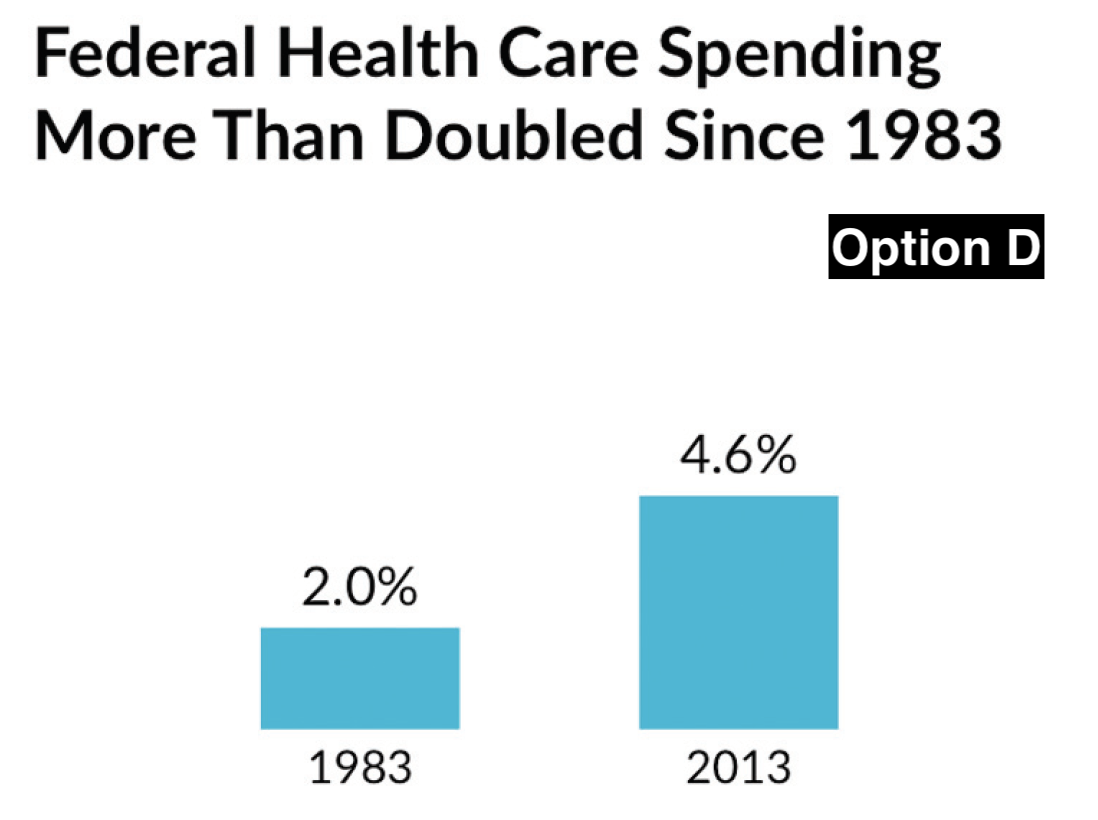 Federal Health Care Spending
More Than Doubled Since 1983
Option D
4.6%
2.0%
1983
2013